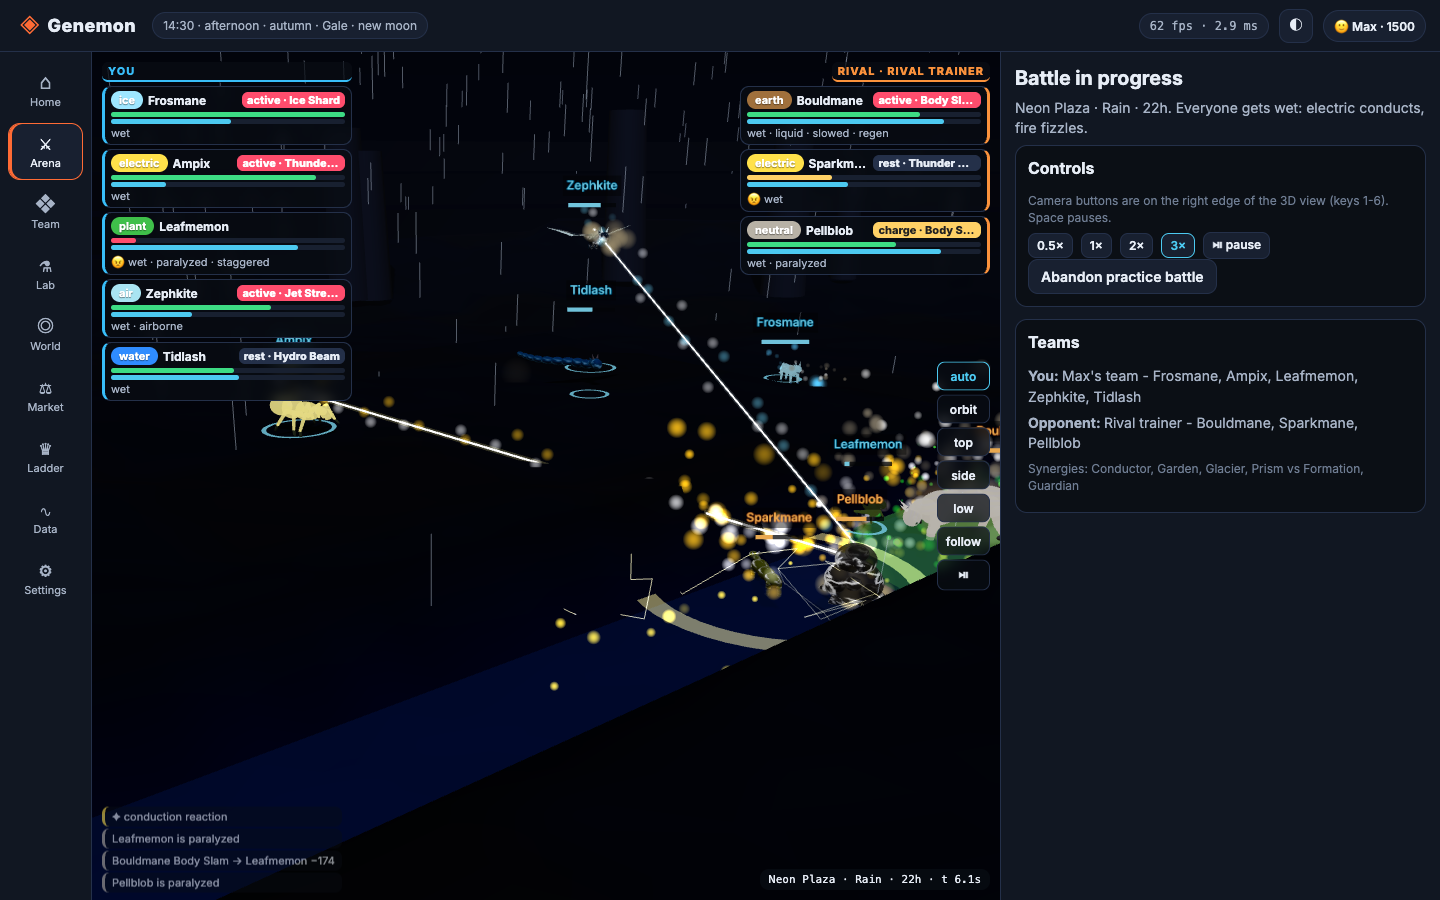 Genemon
14:30 · afternoon · autumn · Gale · new moon
62 fps · 2.9 ms
Max · 1500
Home
Arena
Team
Lab
World
Market
Ladder
Data
Settings
YOU
ice Frosmane active · Ice Shard
wet
electric Ampix active · Thunde...
wet
plant Leafmemon
wet · paralyzed · staggered
air Zephkite active · Jet Stre...
wet · airborne
water Tidlash rest · Hydro Beam
wet
RIVAL · RIVAL TRAINER
earth Bouldmane active · Body Sl...
wet · liquid · slowed · regen
electric Sparkm... rest · Thunder ...
wet
neutral Pellblob charge · Body S...
wet · paralyzed
Zephkite
Tidlash
Frosmane
Ampix
Leafmemon
Pellblob
Sparkmane
auto
orbit
top
side
low
follow
conduction reaction
Leafmemon is paralyzed
Bouldmane Body Slam → Leafmemon −174
Pellblob is paralyzed
Neon Plaza · Rain · 22h · t 6.1s
Battle in progress
Neon Plaza · Rain · 22h. Everyone gets wet: electric conducts,
fire fizzles.
Controls
Camera buttons are on the right edge of the 3D view (keys 1-6).
Space pauses.
0.5× 1× 2× 3× pause
Abandon practice battle
Teams
You: Max's team - Frosmane, Ampix, Leafmemon,
Zephkite, Tidlash
Opponent: Rival trainer - Bouldmane, Sparkmane,
Pellblob
Synergies: Conductor, Garden, Glacier, Prism vs Formation,
Guardian